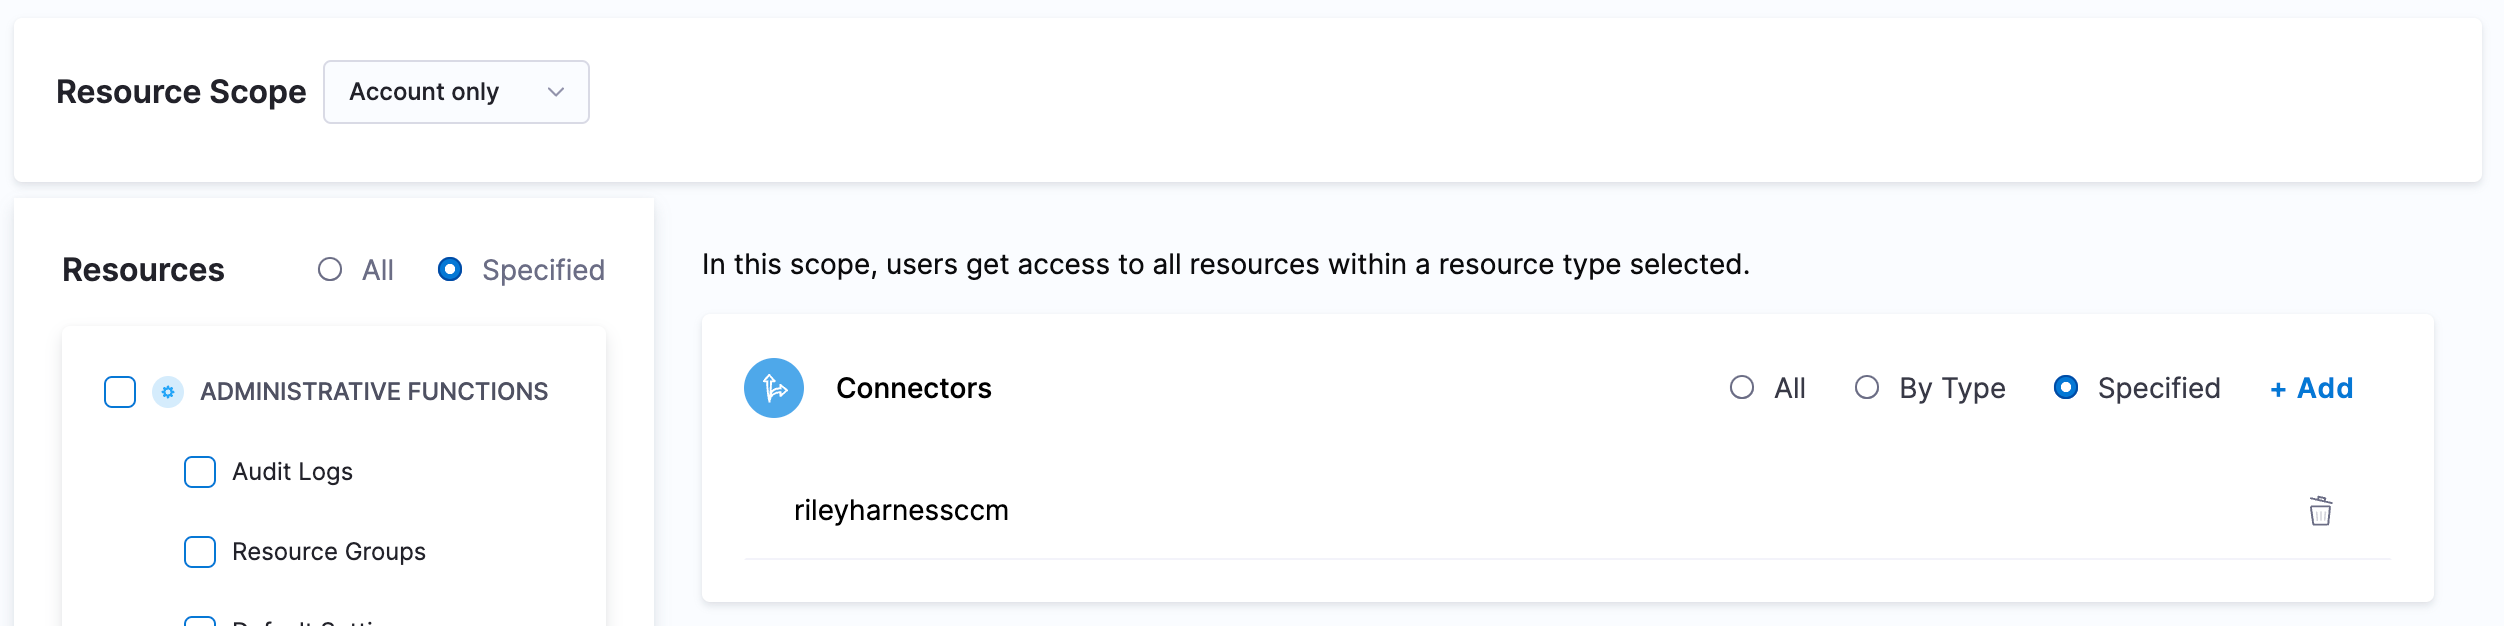 Resource Scope Account only
Resources All Specified
ADMINISTRATIVE FUNCTIONS
Audit Logs
Resource Groups
In this scope, users get access to all resources within a resource type selected.
Connectors All By Type Specified + Add
rileyharnessccm